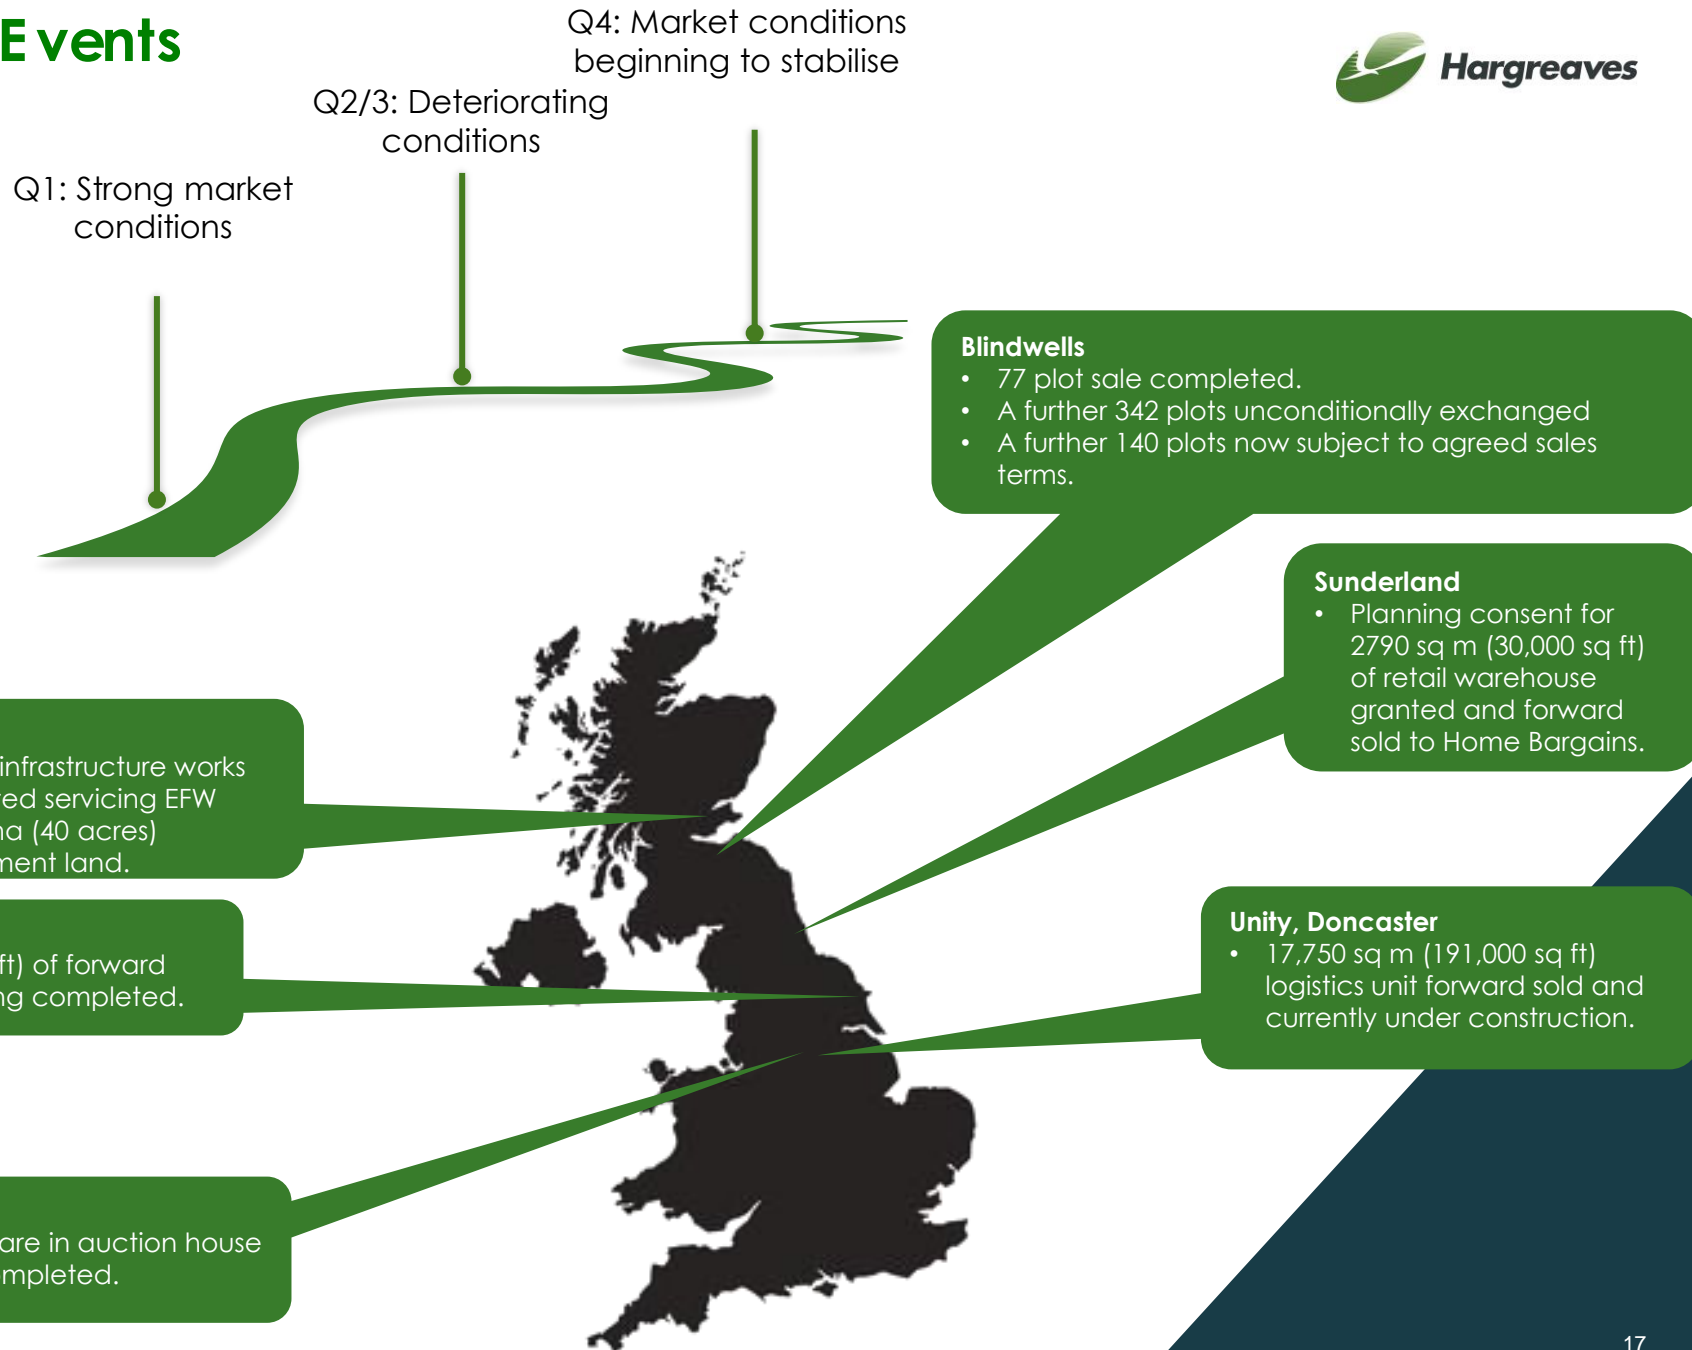 Events
Q4: Market conditions
beginning to stabilise
Hargreaves
Q2/3: Deteriorating
conditions
Q1: Strong market
conditions
Blindwells
• 77 plot sale completed.
• A further 342 plots unconditionally exchanged
• A further 140 plots now subject to agreed sales
terms.
Sunderland
• Planning consent for
2790 sq m (30,000 sq ft)
of retail warehouse
granted and forward
sold to Home Bargains.
infrastructure works
servicing EFW
(40 acres)
land.
ft) of forward
completed.
Unity, Doncaster
• 17,750 sq m (191,000 sq ft)
logistics unit forward sold and
currently under construction.
in auction house
17